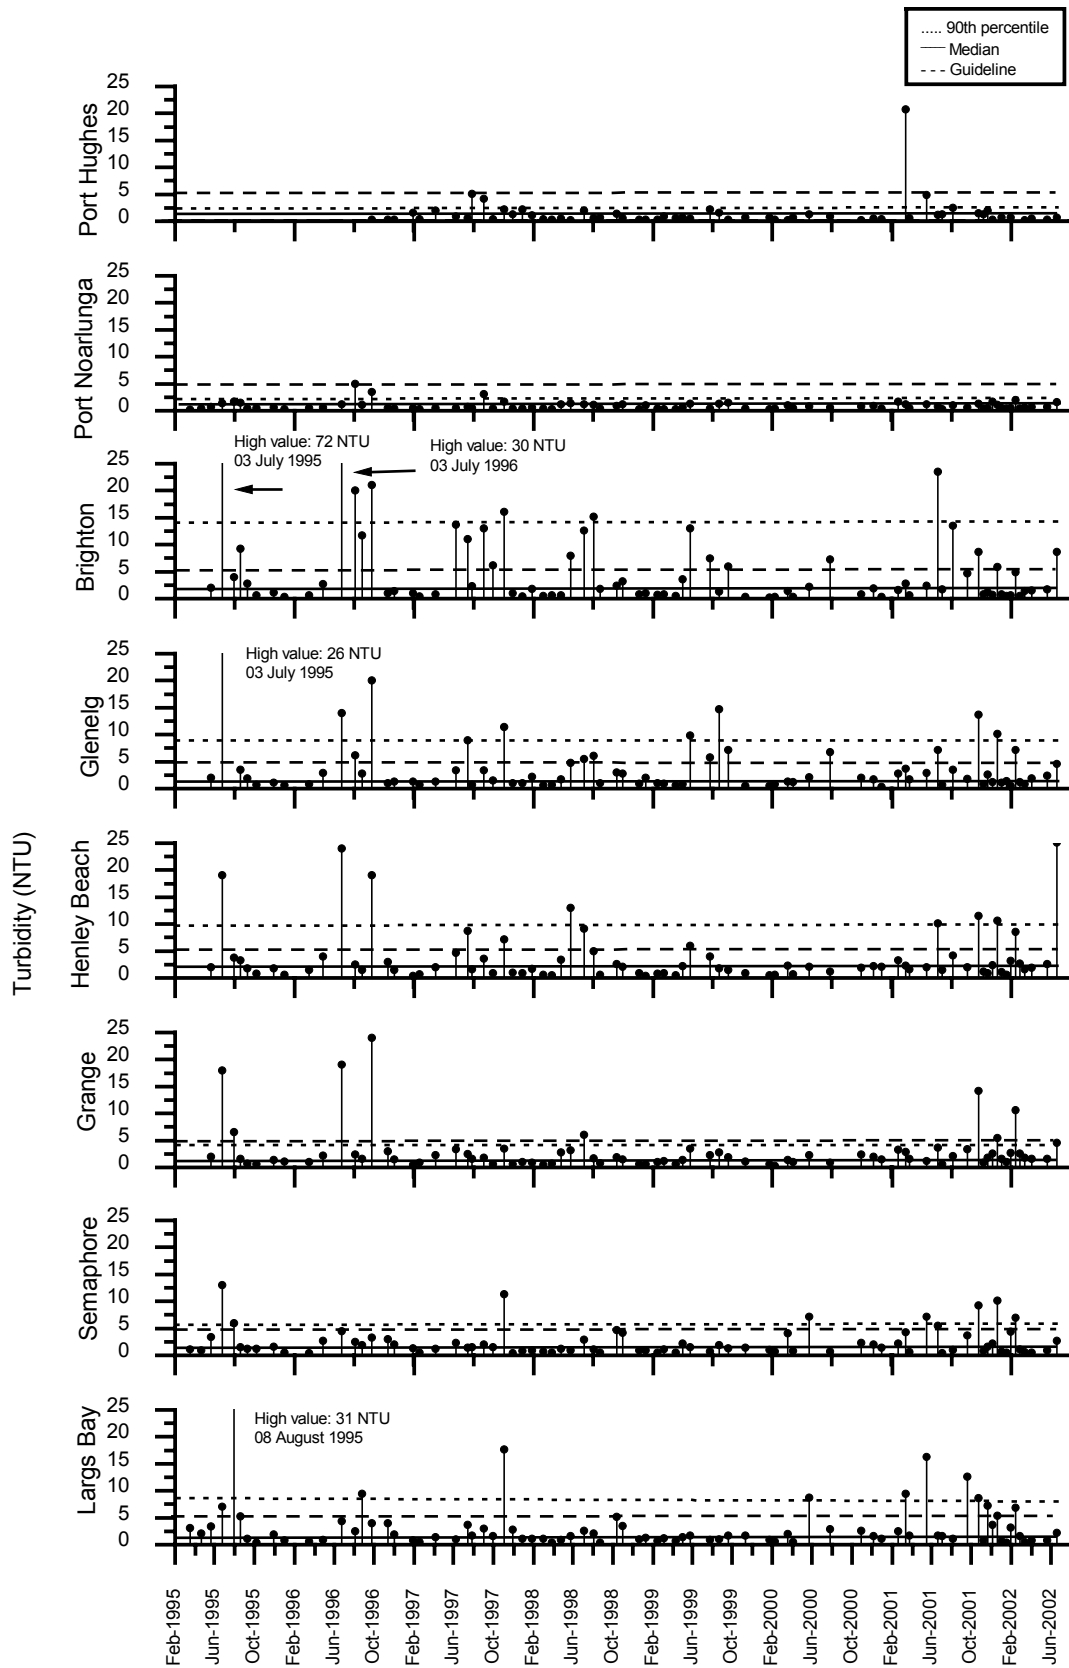 ..... 90th percentile
—— Median
- - - Guideline
Turbidity (NTU)
Port Hughes
25
20
15
10
5
0
Port Noarlunga
25
20
15
10
5
0
High value: 72 NTU
03 July 1995
High value: 30 NTU
03 July 1996
Brighton
25
20
15
10
5
0
High value: 26 NTU
03 July 1995
Glenelg
25
20
15
10
5
0
Henley Beach
25
20
15
10
5
0
Grange
25
20
15
10
5
0
Semaphore
25
20
15
10
5
0
High value: 31 NTU
08 August 1995
Largs Bay
25
20
15
10
5
0
Feb-1995
Jun-1995
Oct-1995
Feb-1996
Jun-1996
Oct-1996
Feb-1997
Jun-1997
Oct-1997
Feb-1998
Jun-1998
Oct-1998
Feb-1999
Jun-1999
Oct-1999
Feb-2000
Jun-2000
Oct-2000
Feb-2001
Jun-2001
Oct-2001
Feb-2002
Jun-2002